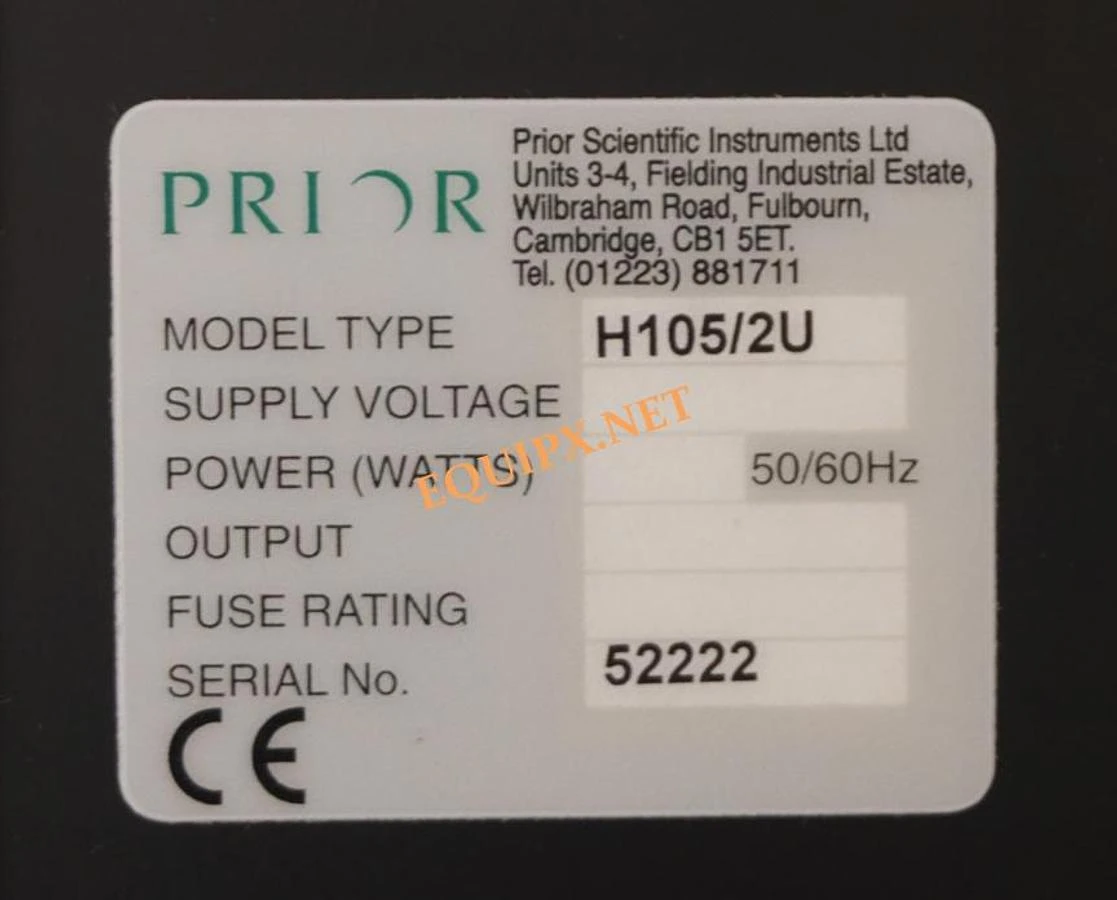 PRIOR
Prior Scientific Instruments Ltd
Units 3-4, Fielding Industrial Estate,
Wilbraham Road, Fulbourn,
Cambridge, CB1 5ET.
Tel. (01223) 881711
MODEL TYPE H105/2U
SUPPLY VOLTAGE
POWER (WATTS) 50/60Hz
EQUIPX.NET
OUTPUT
FUSE RATING
SERIAL No. 52222
CE